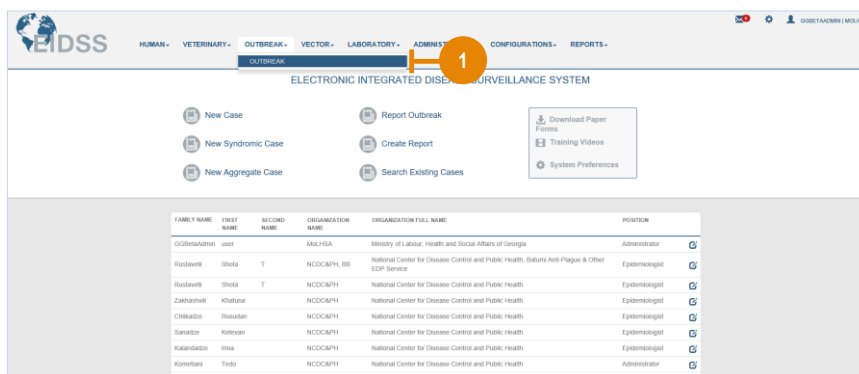 EIDSS
GGBETAADMIN | MOLH
HUMAN VETERINARY OUTBREAK VECTOR LABORATORY CONFIGURATIONS REPORTS
OUTBREAK
1
ELECTRONIC INTEGRATED SURVEILLANCE SYSTEM
New Case
Report Outbreak
Download Paper
Forms
New Syndromic Case
Create Report
Training Videos
New Aggregate Case
Search Existing Cases
System Preferences
FAMILY NAME FIRST NAME SECOND NAME ORGANIZATION NAME ORGANIZATION FULL NAME POSITION
GGBetaAdmin user MoLHSA Ministry of Labour, Health and Social Affairs of Georgia Administrator
Rustavelli Shota T NCDC&PH, BB National Center for Disease Control and Public Health, Batumi Anti-Plague & Other
EDP Service Epidemiologist
Rustavelli Shota T NCDC&PH National Center for Disease Control and Public Health Epidemiologist
Zakhashvili Khatuna NCDC&PH National Center for Disease Control and Public Health Epidemiologist
Chlikadze Rusudan NCDC&PH National Center for Disease Control and Public Health Epidemiologist
Sanadze Ketevan NCDC&PH National Center for Disease Control and Public Health Epidemiologist
Kalandadze Irina NCDC&PH National Center for Disease Control and Public Health Epidemiologist
Kometiani Tedo NCDC&PH National Center for Disease Control and Public Health Administrator